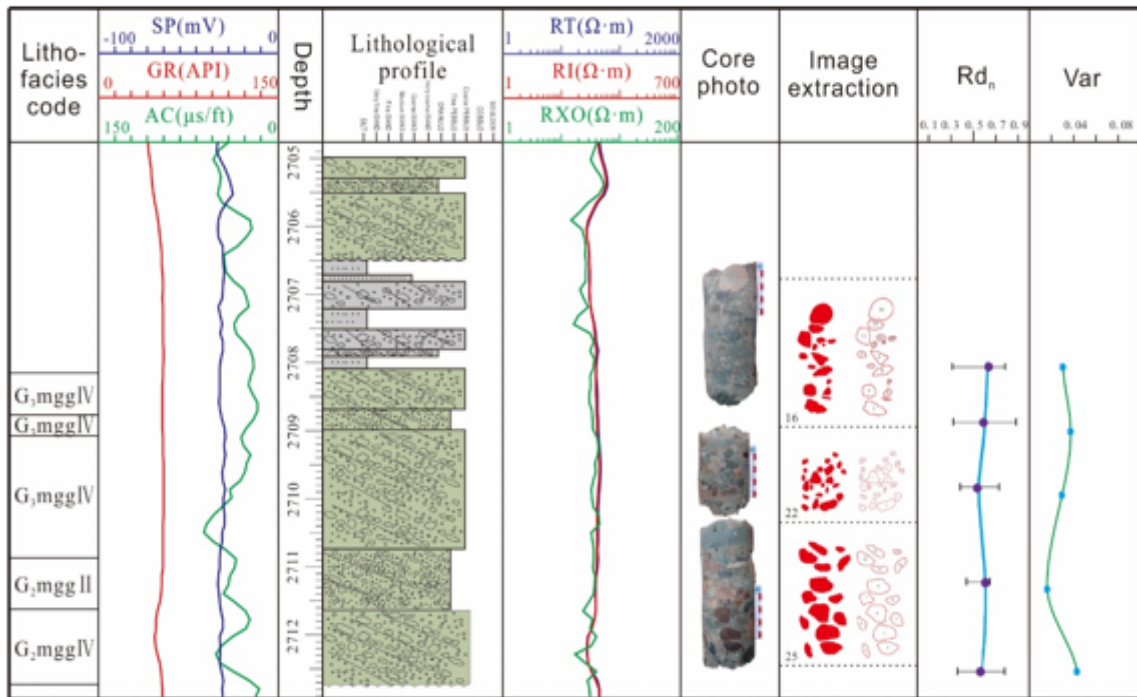 Litho-
facies
code
SP(mV)
-100 0
GR(API)
0 150
AC(μs/ft)
150 0
Depth
Lithological
profile
RT(Ω·m)
1 2000
RI(Ω·m)
1 700
RXO(Ω·m)
1 200
Core
photo
Image
extraction
Rdₙ
0.1 0.3 0.5 0.7 0.9
Var
0.04 0.08
2705
2706
2707
2708
2709
2710
2711
2712
G₃mggⅣ
G₃mggⅣ
G₂mggⅡ
G₂mggⅣ
16
22
25